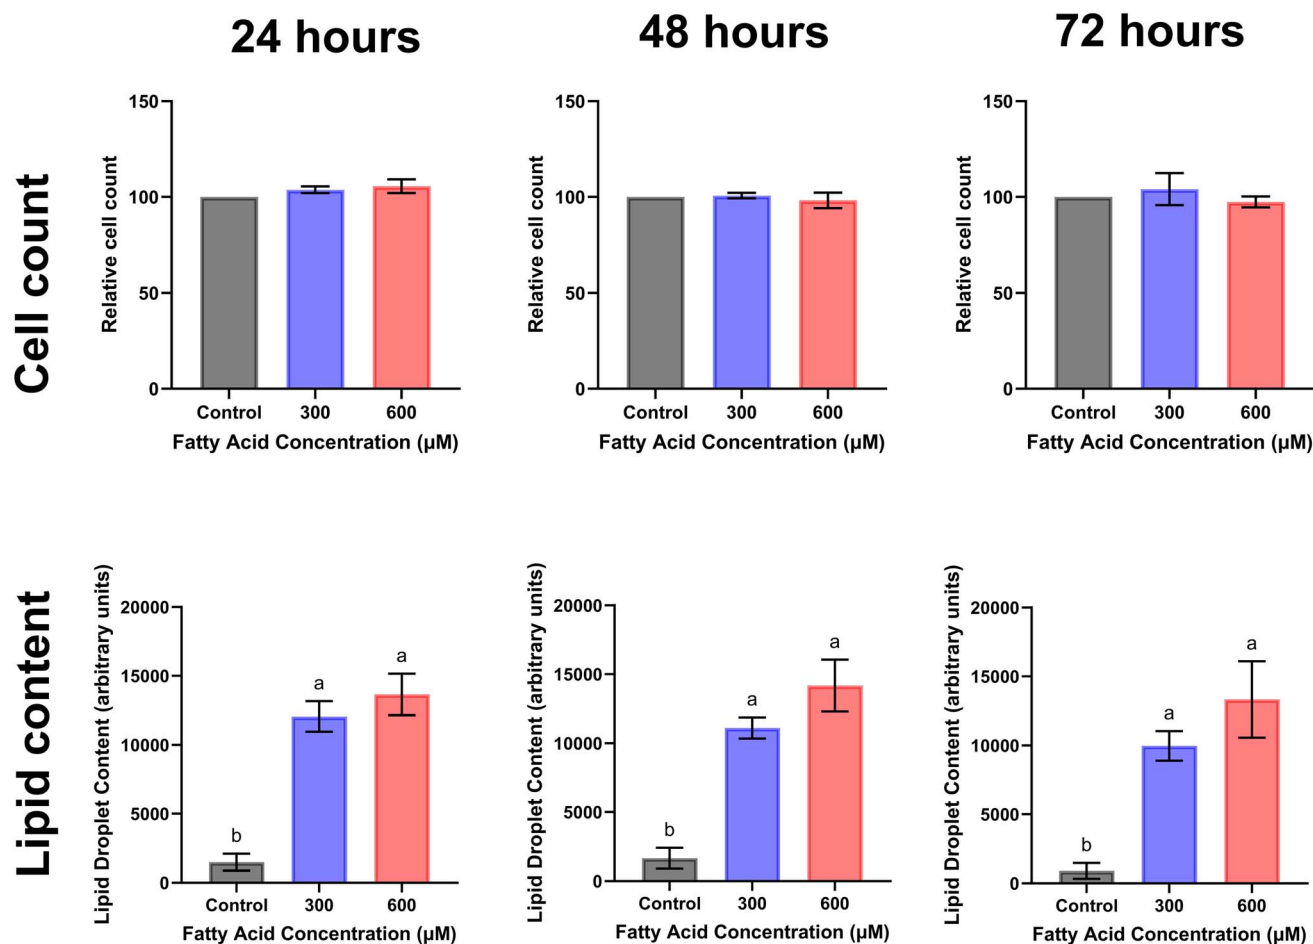 24 hours
48 hours
72 hours
Cell count
Relative cell count
150
100
50
0
Control 300 600
Fatty Acid Concentration (µM)
Relative cell count
150
100
50
0
Control 300 600
Fatty Acid Concentration (µM)
Relative cell count
150
100
50
0
Control 300 600
Fatty Acid Concentration (µM)
Lipid content
Lipid Droplet Content (arbitrary units)
20000
15000
10000
5000
0
b a a
Control 300 600
Fatty Acid Concentration (µM)
Lipid Droplet Content (arbitrary units)
20000
15000
10000
5000
0
b a a
Control 300 600
Fatty Acid Concentration (µM)
Lipid Droplet Content (arbitrary units)
20000
15000
10000
5000
0
b a a
Control 300 600
Fatty Acid Concentration (µM)